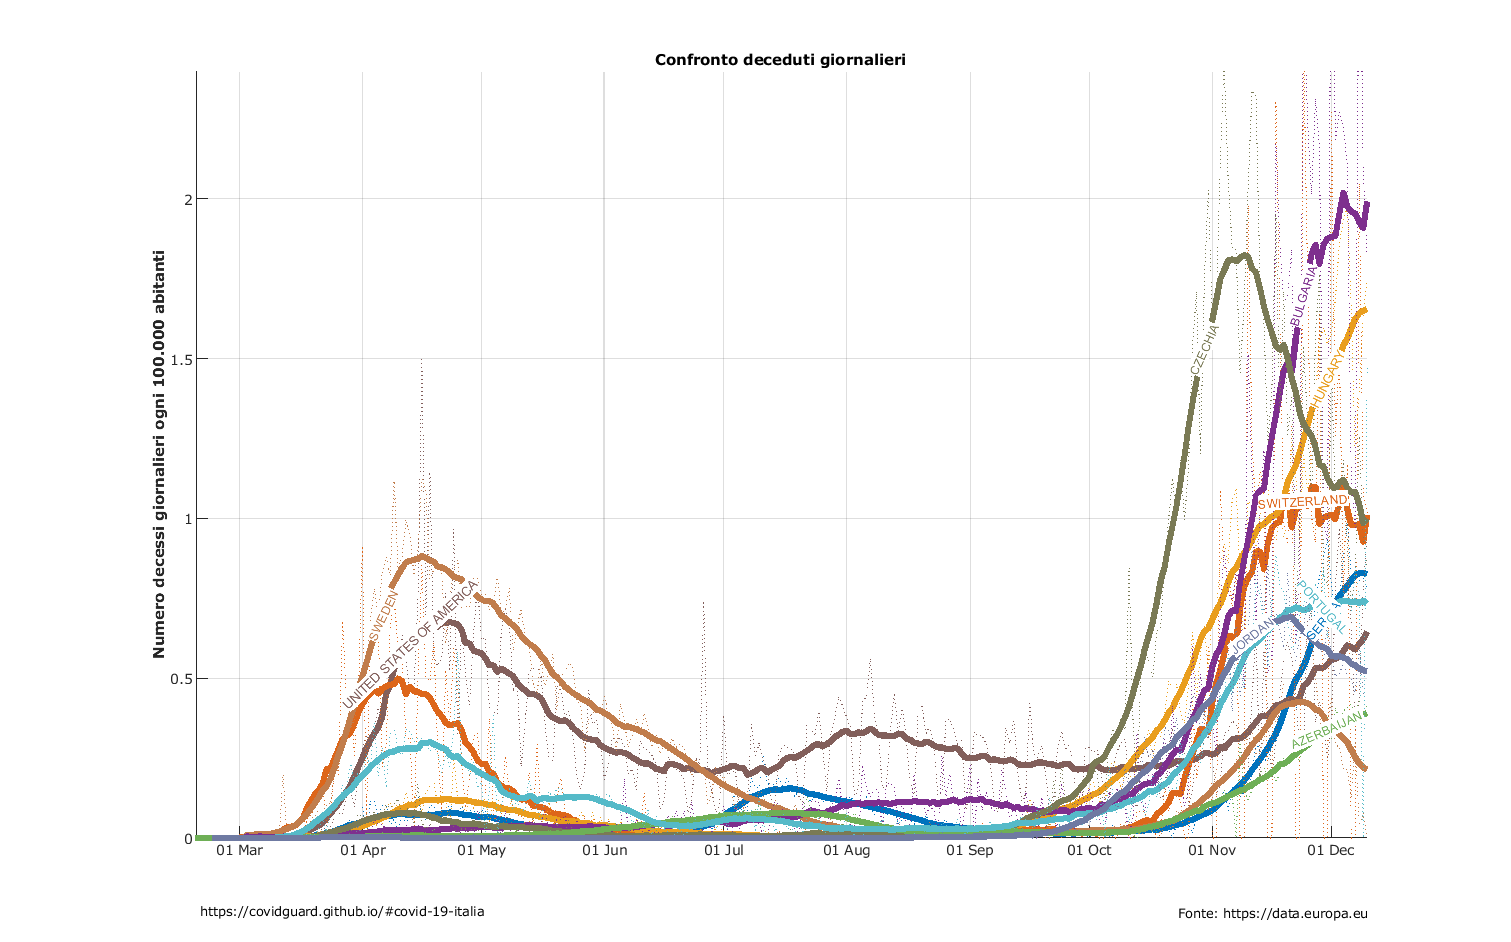 Confronto deceduti giornalieri
Numero decessi giornalieri ogni 100.000 abitanti
2
1.5
1
0.5
0
BULGARIA
CZECHIA
HUNGARY
SWITZERLAND
SWEDEN
UNITED STATES OF AMERICA
PORTUGAL
JORDAN
AZERBAIJAN
01 Mar
01 Apr
01 May
01 Jun
01 Jul
01 Aug
01 Sep
01 Oct
01 Nov
01 Dec
https://covidguard.github.io/#covid-19-italia
Fonte: https://data.europa.eu